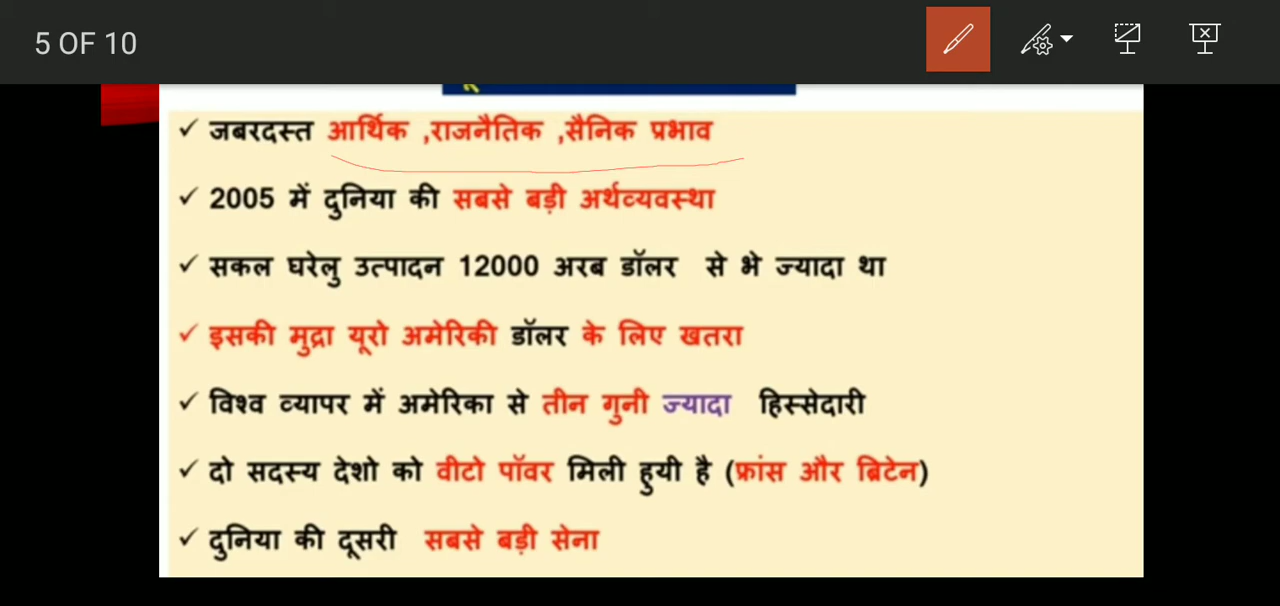 5 OF 10
✓ जबरदस्त आर्थिक ,राजनैतिक ,सैनिक प्रभाव
✓ 2005 में दुनिया की सबसे बड़ी अर्थव्यवस्था
✓ सकल घरेलु उत्पादन 12000 अरब डॉलर से भे ज्यादा था
✓ इसकी मुद्रा यूरो अमेरिकी डॉलर के लिए खतरा
✓ विश्व व्यापर में अमेरिका से तीन गुनी ज्यादा हिस्सेदारी
✓ दो सदस्य देशो को वीटो पॉवर मिली हुयी है (फ्रांस और ब्रिटेन)
✓ दुनिया की दूसरी सबसे बड़ी सेना